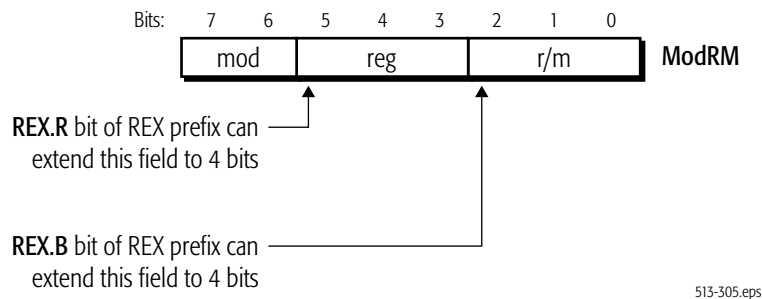 Bits: 7 6 5 4 3 2 1 0
mod reg r/m ModRM
REX.R bit of REX prefix can
extend this field to 4 bits
REX.B bit of REX prefix can
extend this field to 4 bits
513-305.eps